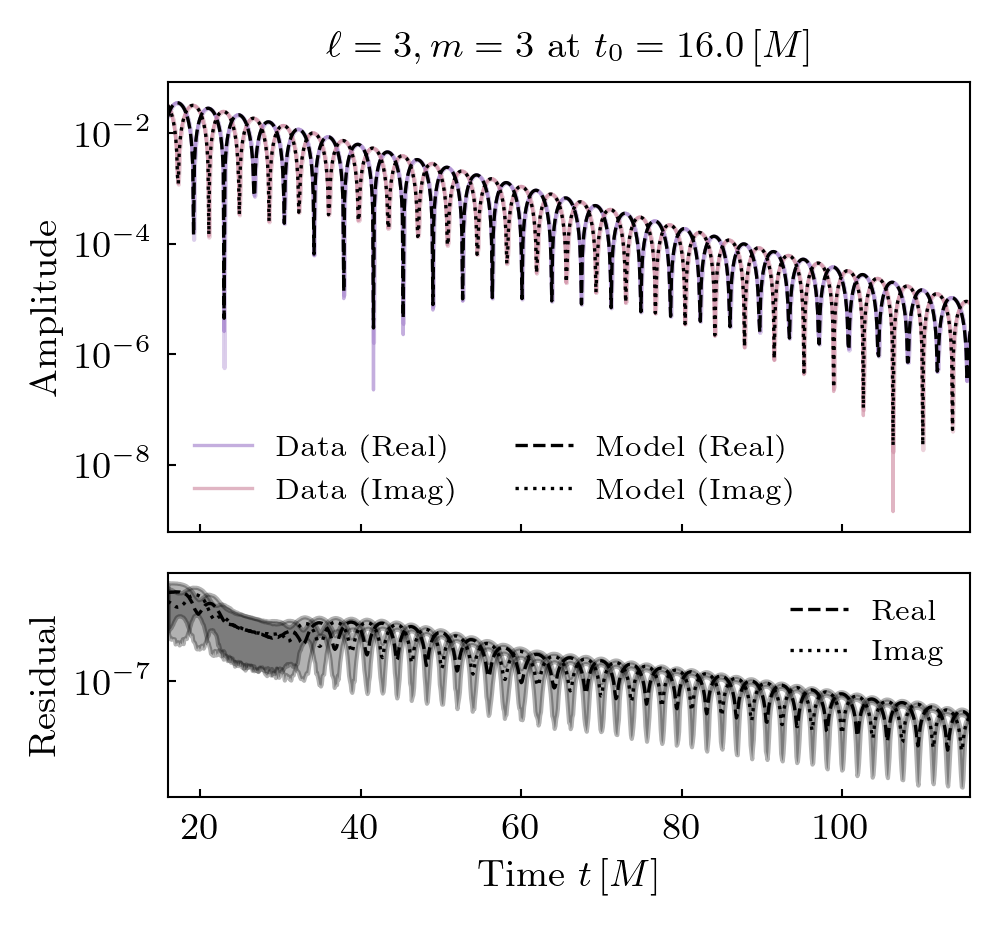 ℓ = 3, m = 3 at t₀ = 16.0 [M]
10⁻²
10⁻⁴
10⁻⁶
10⁻⁸
Amplitude
Data (Real)
Data (Imag)
Model (Real)
Model (Imag)
Real
Imag
10⁻⁷
Residual
20 40 60 80 100
Time t [M]